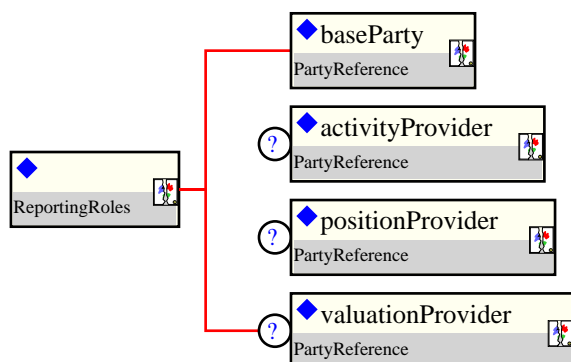 baseParty
PartyReference
?
activityProvider
PartyReference
ReportingRoles
?
positionProvider
PartyReference
?
valuationProvider
PartyReference